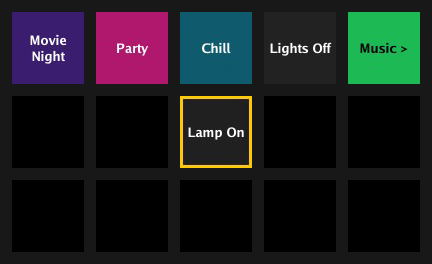 Movie
Night
Party
Chill
Lights Off
Music >
Lamp On